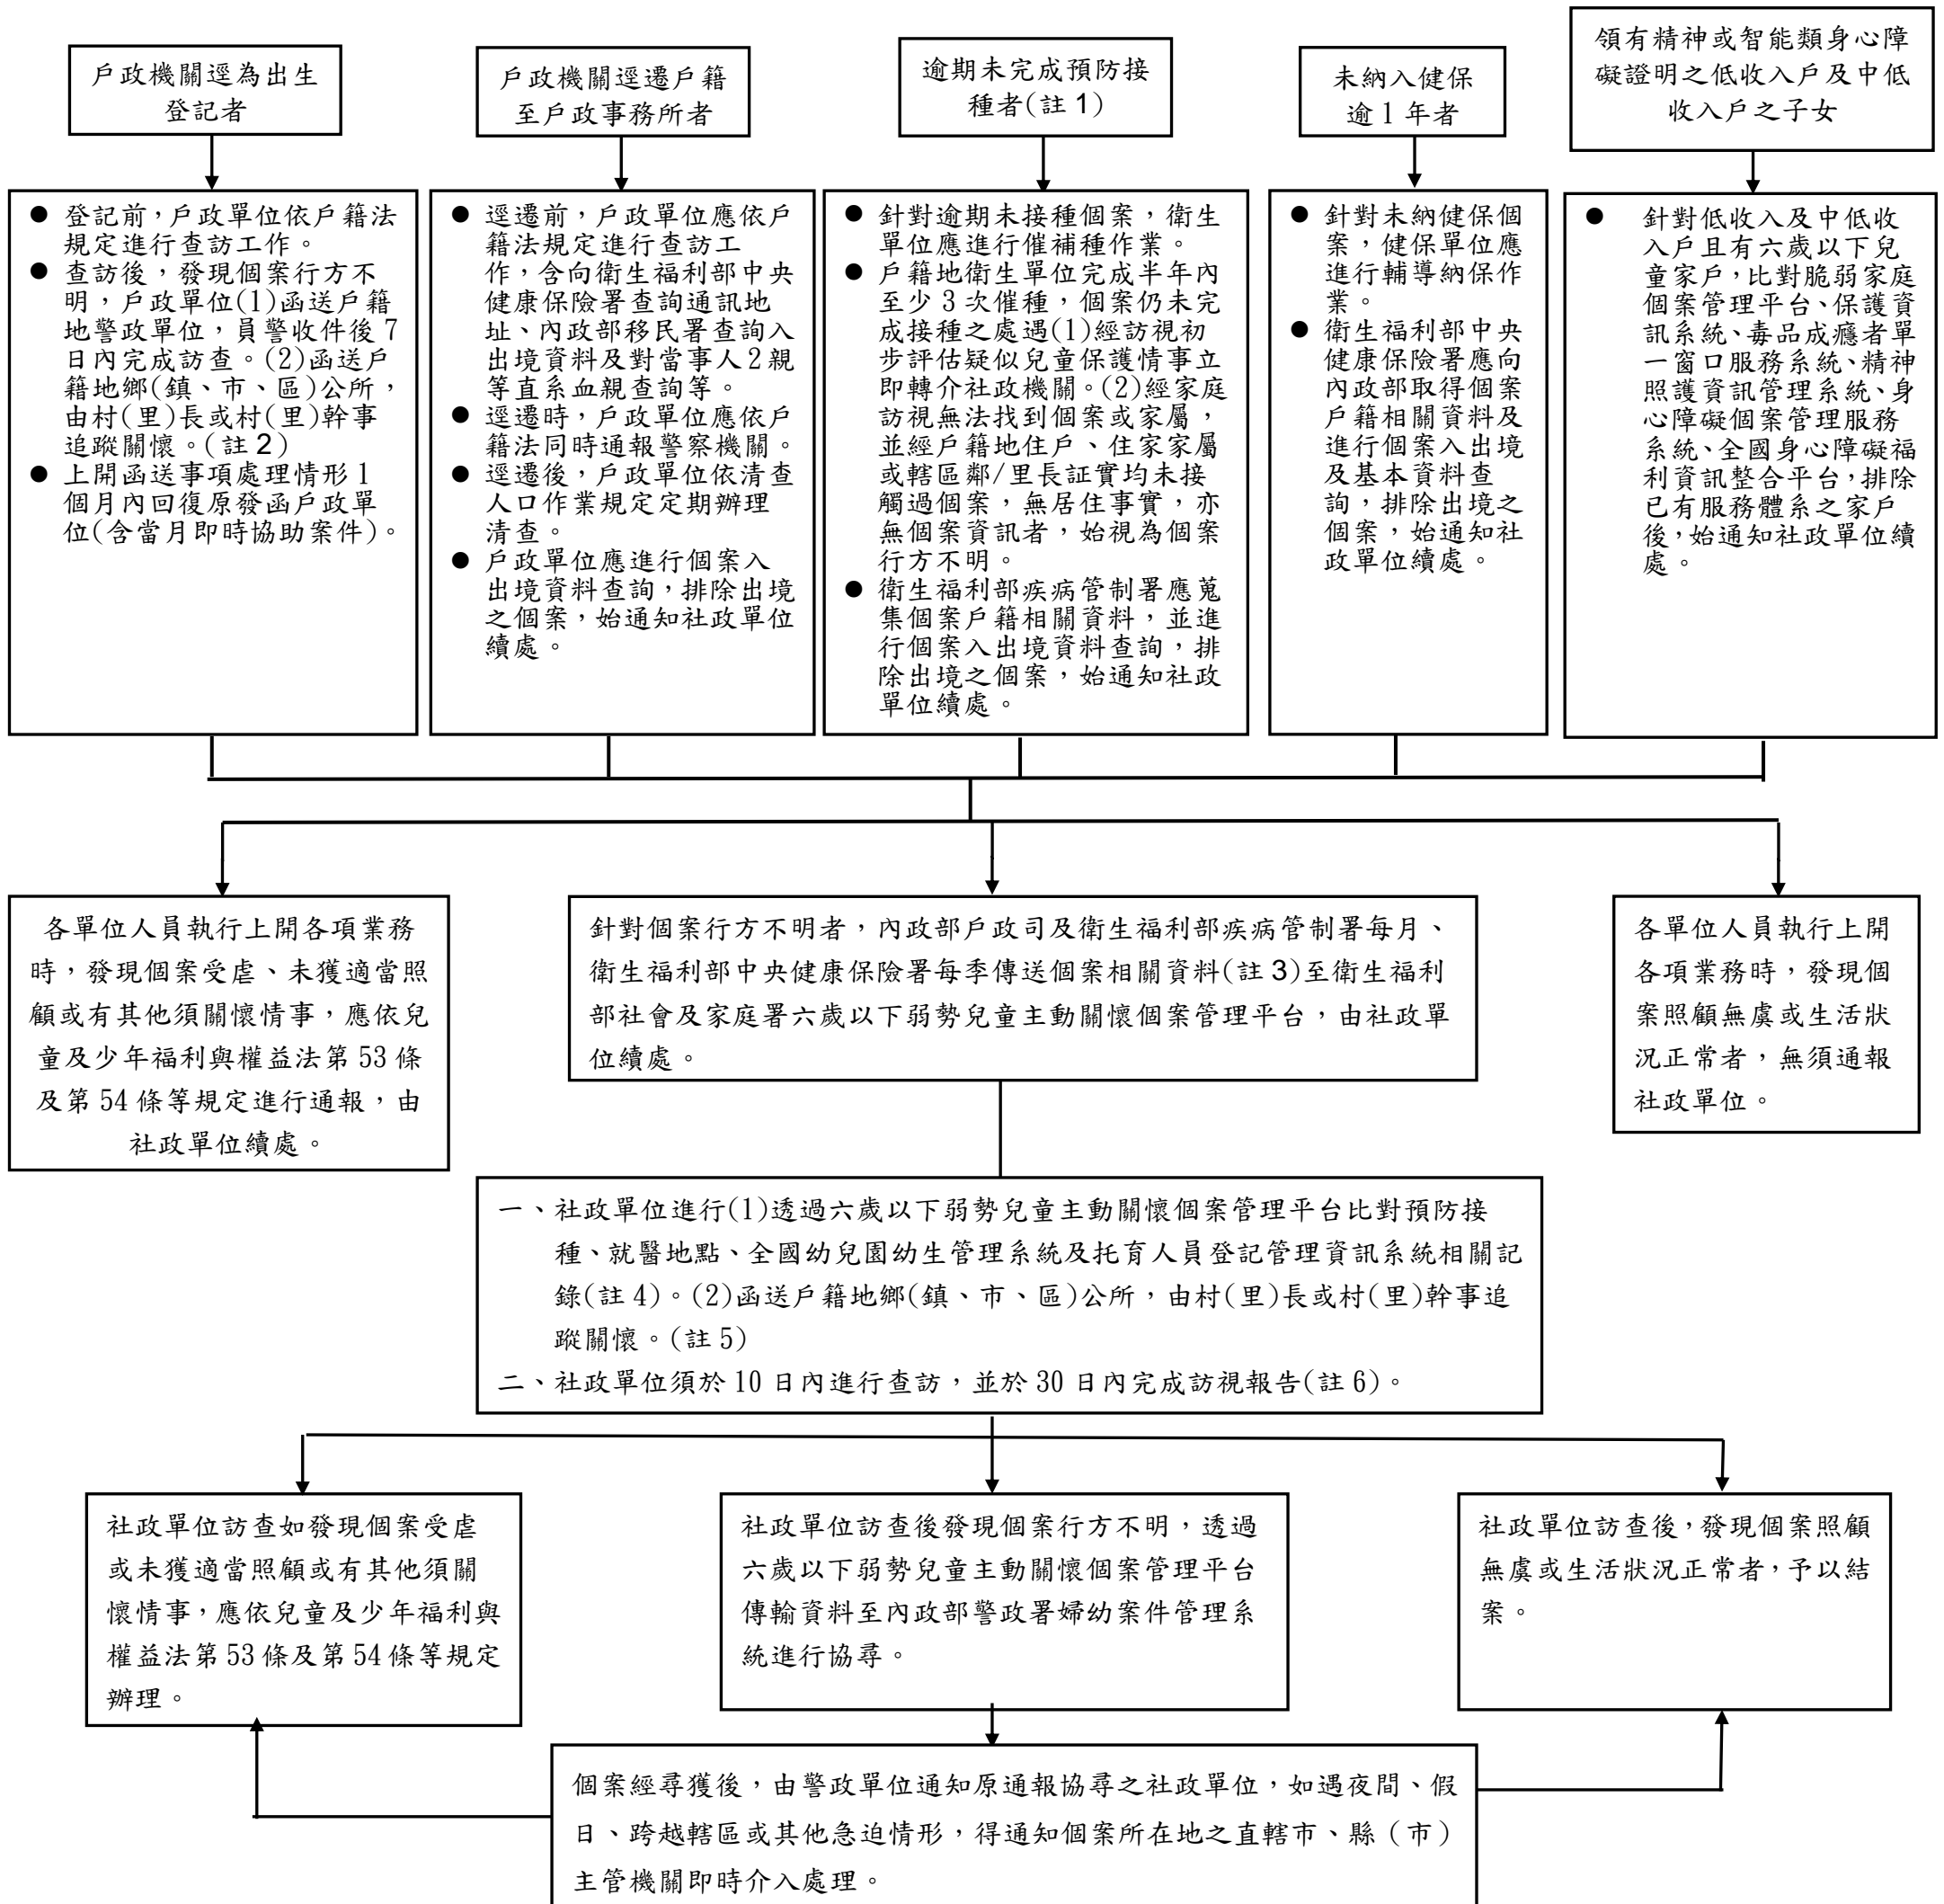 戶政機關逕為出生
登記者
戶政機關逕遷戶籍
至戶政事務所者
逾期未完成預防接
種者(註 1)
未納入健保
逾 1 年者
領有精神或智能類身心障
礙證明之低收入戶及中低
收入戶之子女
● 登記前，戶政單位依戶籍法
規定進行查訪工作。
● 查訪後，發現個案行方不
明，戶政單位(1)函送戶籍
地警政單位，員警收件後 7
日內完成訪查。(2)函送戶
籍地鄉(鎮、市、區)公所，
由村(里)長或村(里)幹事
追蹤關懷。(註 2)
● 上開函送事項處理情形 1
個月內回復原發函戶政單
位(含當月即時協助案件)。
● 逕遷前，戶政單位應依戶
籍法規定進行查訪工
作，含向衛生福利部中央
健康保險署查詢通訊地
址、內政部移民署查詢入
出境資料及對當事人 2 親
等直系血親查詢等。
● 逕遷時，戶政單位應依戶
籍法同時通報警察機關。
● 逕遷後，戶政單位依清查
人口作業規定定期辦理
清查。
● 戶政單位應進行個案入
出境資料查詢，排除出境
之個案，始通知社政單位
續處。
● 針對逾期未接種個案，衛生
單位應進行催補種作業。
● 戶籍地衛生單位完成半年內
至少 3 次催種，個案仍未完
成接種之處遇(1)經訪視初
步評估疑似兒童保護情事立
即轉介社政機關。(2)經家庭
訪視無法找到個案或家屬，
並經戶籍地住戶、住家家屬
或轄區鄰/里長証實均未接
觸過個案，無居住事實，亦
無個案資訊者，始視為個案
行方不明。
● 衛生福利部疾病管制署應蒐
集個案戶籍相關資料，並進
行個案入出境資料查詢，排
除出境之個案，始通知社政
單位續處。
● 針對未納健保個
案，健保單位應
進行輔導納保作
業。
● 衛生福利部中央
健康保險署應向
內政部取得個案
戶籍相關資料及
進行個案入出境
及基本資料查
詢，排除出境之
個案，始通知社
政單位續處。
● 針對低收入及中低收
入戶且有六歲以下兒
童家戶，比對脆弱家庭
個案管理平台、保護資
訊系統、毒品成癮者單
一窗口服務系統、精神
照護資訊管理系統、身
心障礙個案管理服務
系統、全國身心障礙福
利資訊整合平台，排除
已有服務體系之家戶
後，始通知社政單位續
處。
各單位人員執行上開各項業務
時，發現個案受虐、未獲適當照
顧或有其他須關懷情事，應依兒
童及少年福利與權益法第 53 條
及第 54 條等規定進行通報，由
社政單位續處。
針對個案行方不明者，內政部戶政司及衛生福利部疾病管制署每月、
衛生福利部中央健康保險署每季傳送個案相關資料(註 3)至衛生福利
部社會及家庭署六歲以下弱勢兒童主動關懷個案管理平台，由社政單
位續處。
各單位人員執行上開
各項業務時，發現個
案照顧無虞或生活狀
況正常者，無須通報
社政單位。
一、社政單位進行(1)透過六歲以下弱勢兒童主動關懷個案管理平台比對預防接
種、就醫地點、全國幼兒園幼生管理系統及托育人員登記管理資訊系統相關記
錄(註 4)。(2)函送戶籍地鄉(鎮、市、區)公所，由村(里)長或村(里)幹事追
蹤關懷。(註 5)
二、社政單位須於 10 日內進行查訪，並於 30 日內完成訪視報告(註 6)。
社政單位訪查如發現個案受虐
或未獲適當照顧或有其他須關
懷情事，應依兒童及少年福利與
權益法第 53 條及第 54 條等規定
辦理。
社政單位訪查後發現個案行方不明，透過
六歲以下弱勢兒童主動關懷個案管理平台
傳輸資料至內政部警政署婦幼案件管理系
統進行協尋。
社政單位訪查後，發現個案照顧
無虞或生活狀況正常者，予以結
案。
個案經尋獲後，由警政單位通知原通報協尋之社政單位，如遇夜間、假
日、跨越轄區或其他急迫情形，得通知個案所在地之直轄市、縣（市）
主管機關即時介入處理。